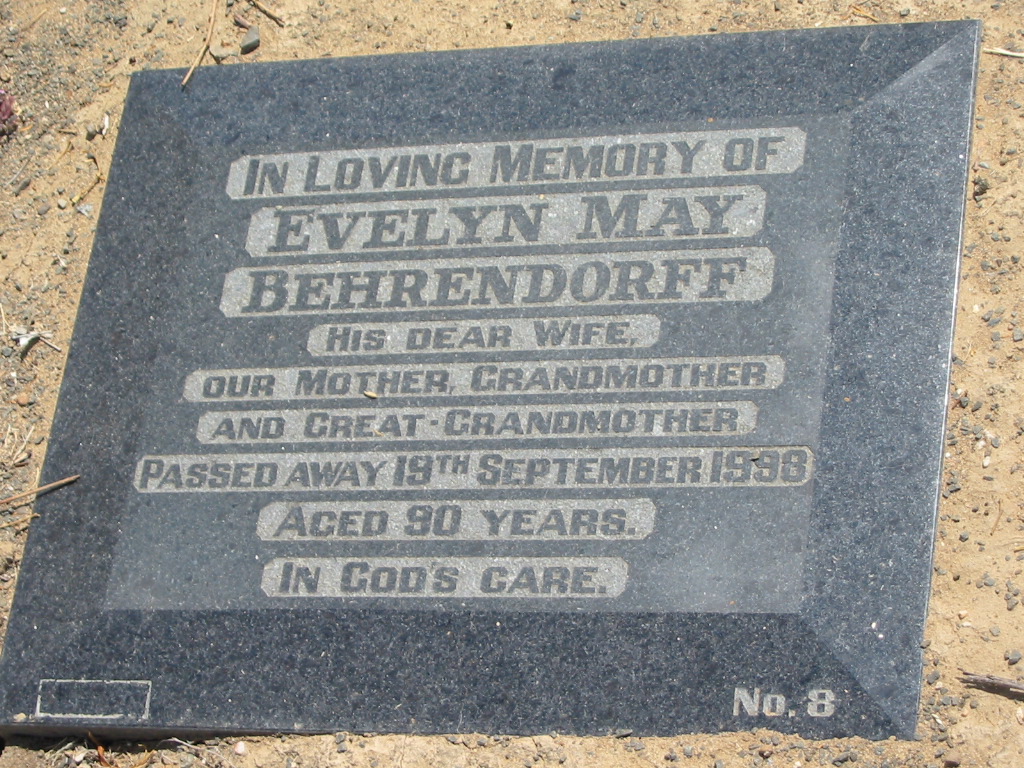 IN LOVING MEMORY OF
EVELYN MAY
BEHRENDORFF
HIS DEAR WIFE,
OUR MOTHER, GRANDMOTHER
AND GREAT-GRANDMOTHER
PASSED AWAY 19TH SEPTEMBER 1998
AGED 90 YEARS.
IN GOD'S CARE.
No. 8